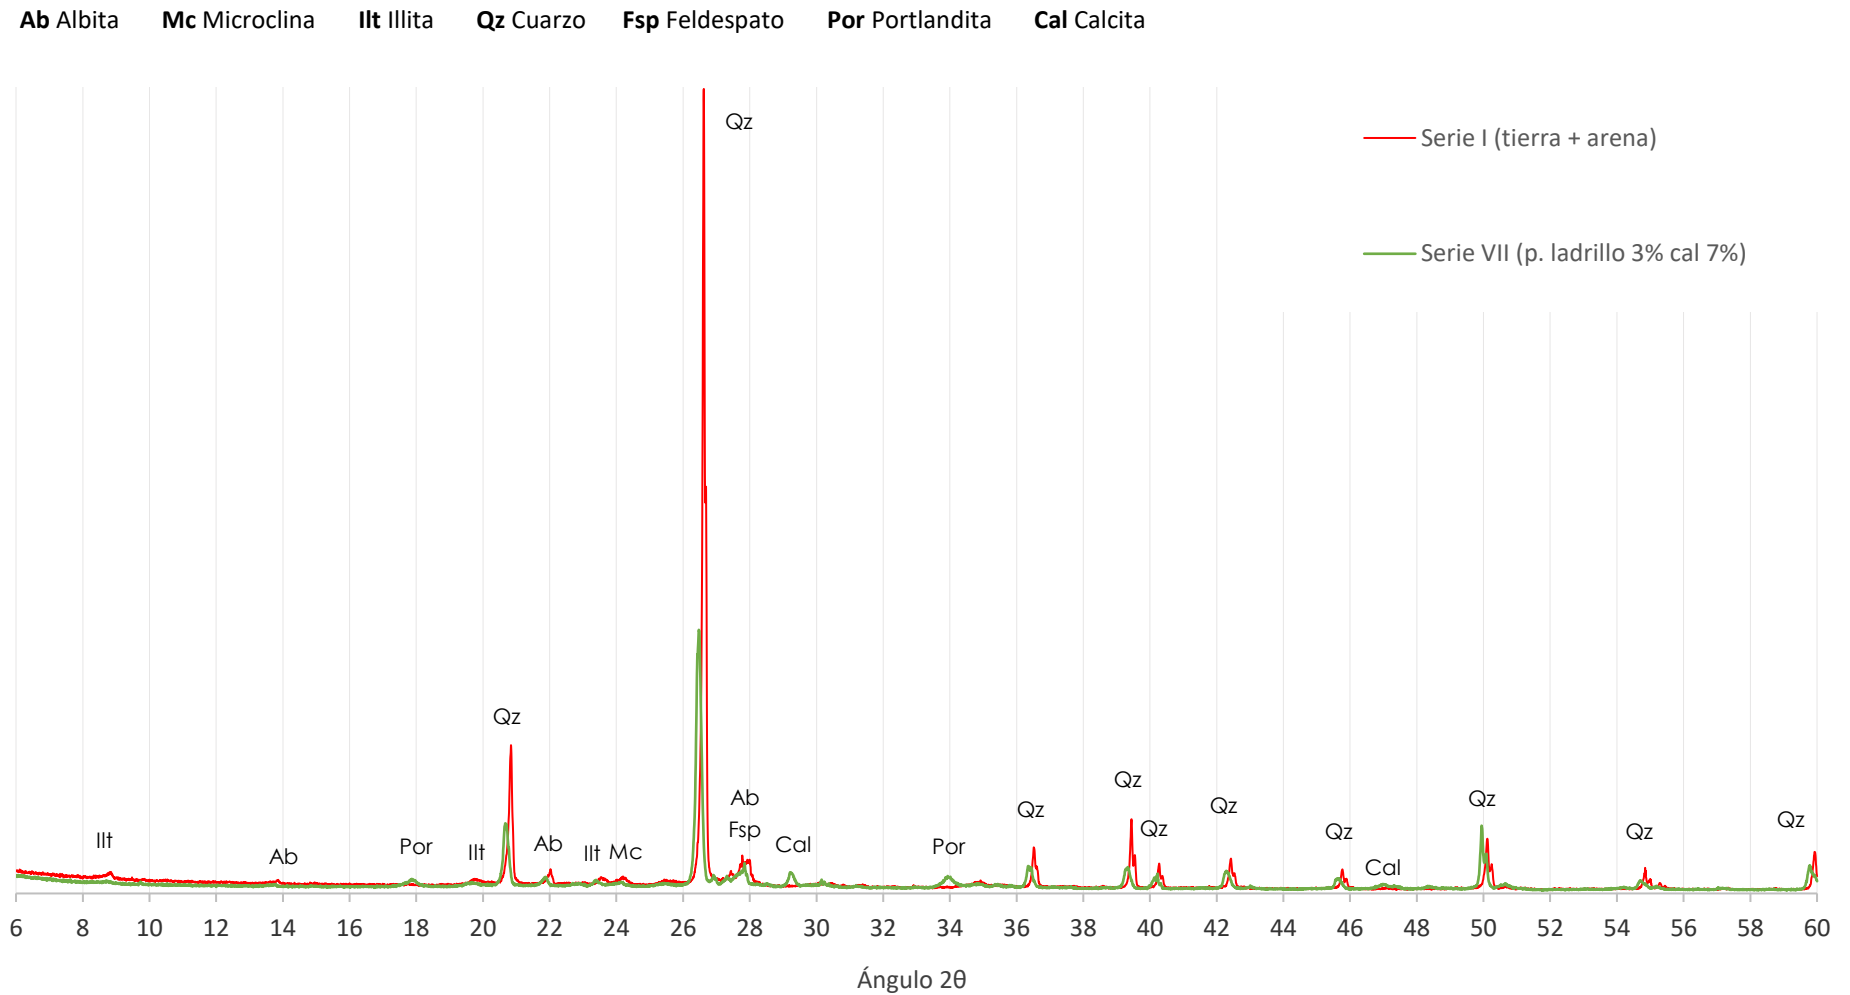 Ab Albita Mc Microclina Ilt Illita Qz Cuarzo Fsp Feldespato Por Portlandita Cal Calcita
Qz
Serie I (tierra + arena)
Serie VII (p. ladrillo 3% cal 7%)
Qz
Qz
Ab
Qz
Qz
Qz
Qz
Fsp
Qz
Qz
Qz
Ilt
Ab
Por
Ilt
Ab
Ilt
Mc
Cal
Por
Cal
6 8 10 12 14 16 18 20 22 24 26 28 30 32 34 36 38 40 42 44 46 48 50 52 54 56 58 60
Ángulo 2θ